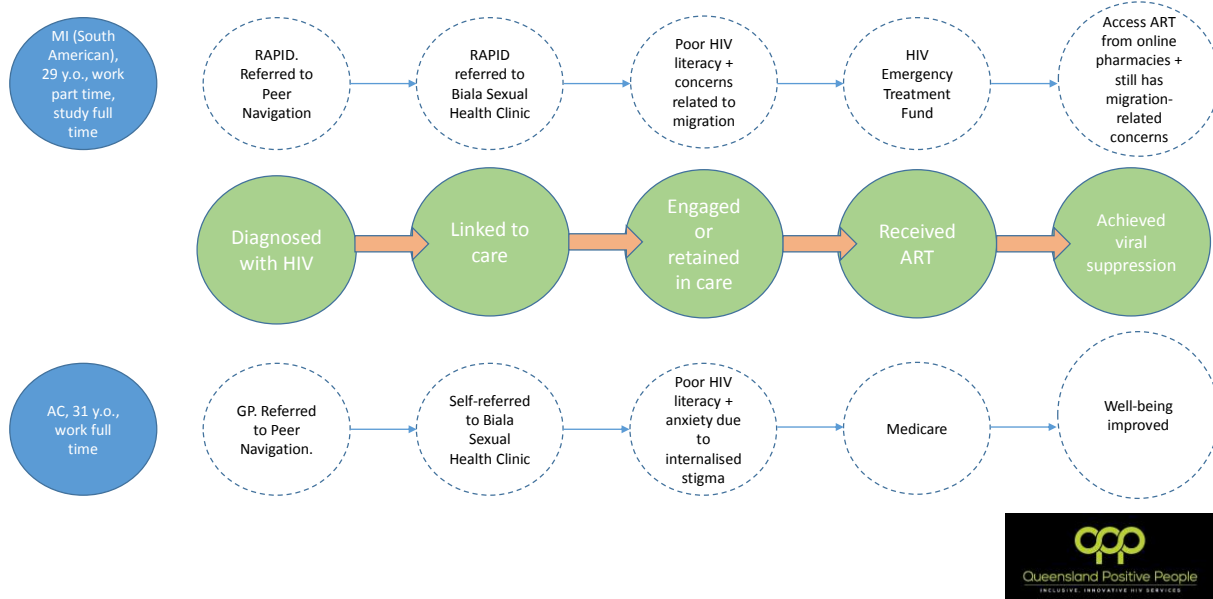 MI (South
American),
29 y.o., work
part time,
study full
time
RAPID.
Referred to
Peer
Navigation
RAPID
referred to
Biala Sexual
Health Clinic
Poor HIV
literacy +
concerns
related to
migration
HIV
Emergency
Treatment
Fund
Access ART
from online
pharmacies +
still has
migration-
related
concerns
Diagnosed
with HIV
Linked to
care
Engaged
or
retained
in care
Received
ART
Achieved
viral
suppression
AC, 31 y.o.,
work full
time
GP. Referred
to Peer
Navigation.
Self-referred
to Biala
Sexual
Health Clinic
Poor HIV
literacy +
anxiety due
to
internalised
stigma
Medicare
Well-being
improved
qpp
Queensland Positive People
INCLUSIVE, INNOVATIVE HIV SERVICES